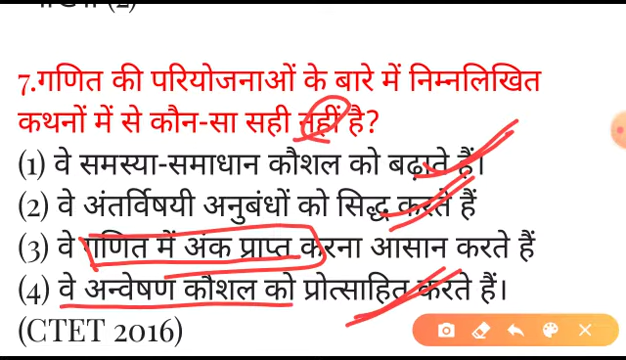 7.गणित की परियोजनाओं के बारे में निम्नलिखित
कथनों में से कौन-सा सही नहीं है?
(1) वे समस्या-समाधान कौशल को बढ़ाते हैं।
(2) वे अंतर्विषयी अनुबंधों को सिद्ध करते हैं
(3) वे गणित में अंक प्राप्त करना आसान करते हैं
(4) वे अन्वेषण कौशल को प्रोत्साहित करते हैं।
(CTET 2016)